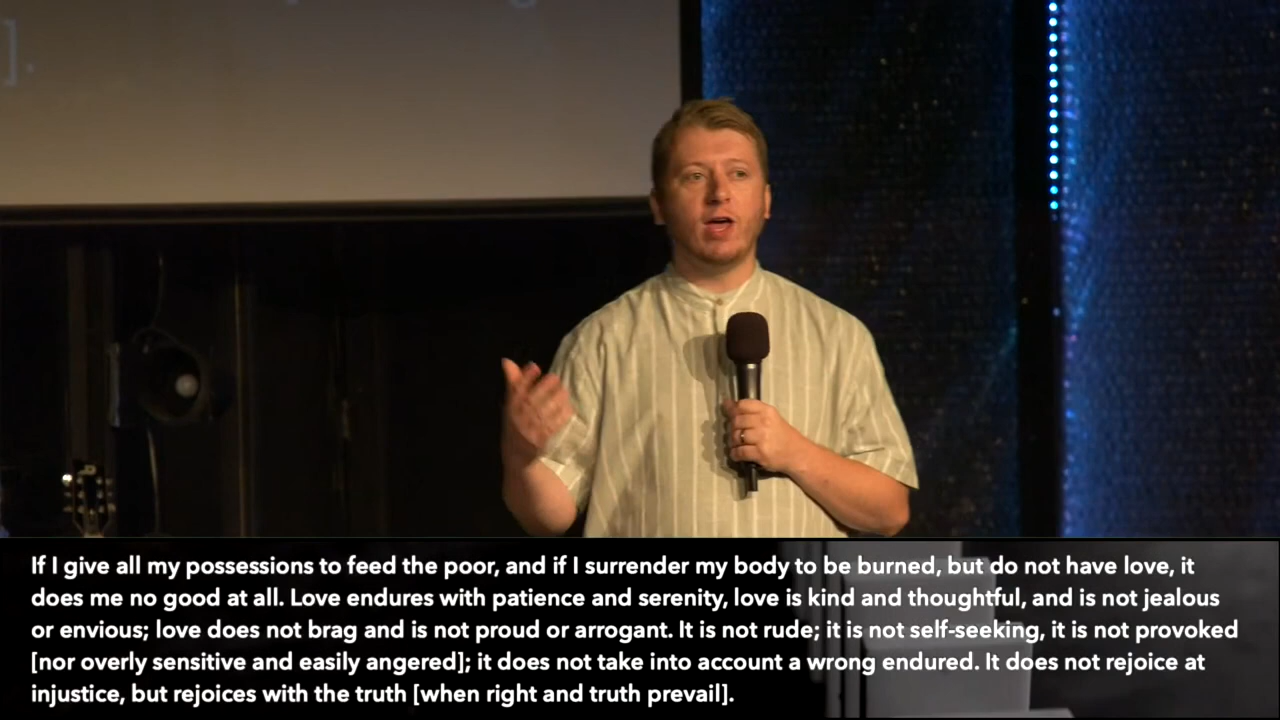 ].
If I give all my possessions to feed the poor, and if I surrender my body to be burned, but do not have love, it
does me no good at all. Love endures with patience and serenity, love is kind and thoughtful, and is not jealous
or envious; love does not brag and is not proud or arrogant. It is not rude; it is not self-seeking, it is not provoked
[nor overly sensitive and easily angered]; it does not take into account a wrong endured. It does not rejoice at
injustice, but rejoices with the truth [when right and truth prevail].